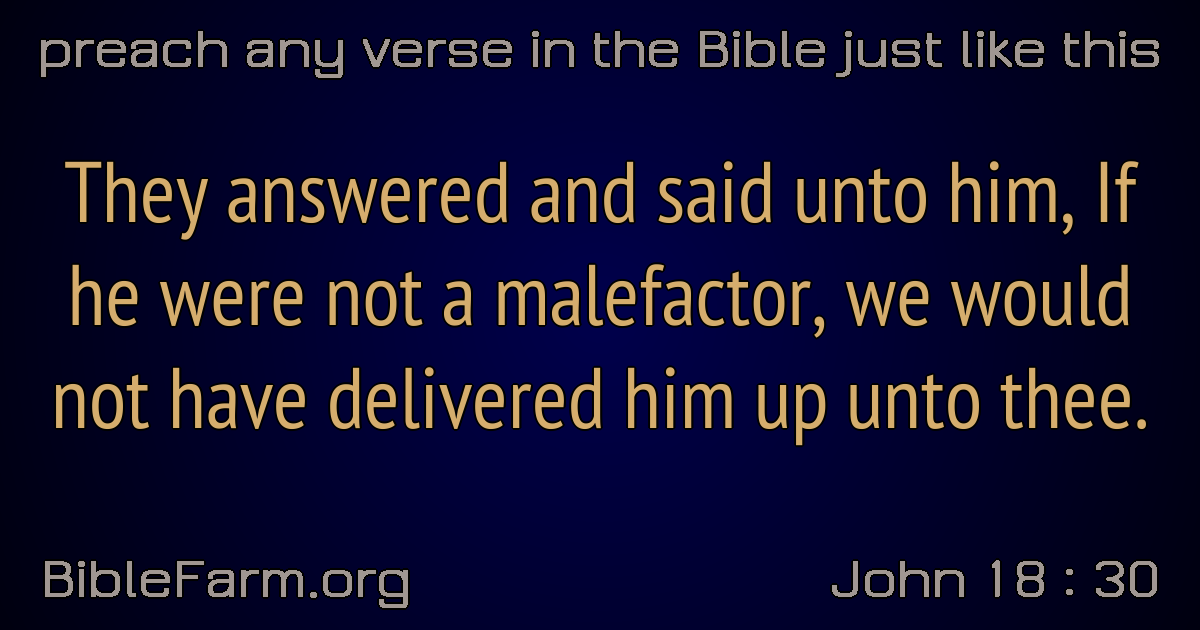 preach any verse in the Bible just like this
They answered and said unto him, If
he were not a malefactor, we would
not have delivered him up unto thee.
BibleFarm.org
John 18 : 30